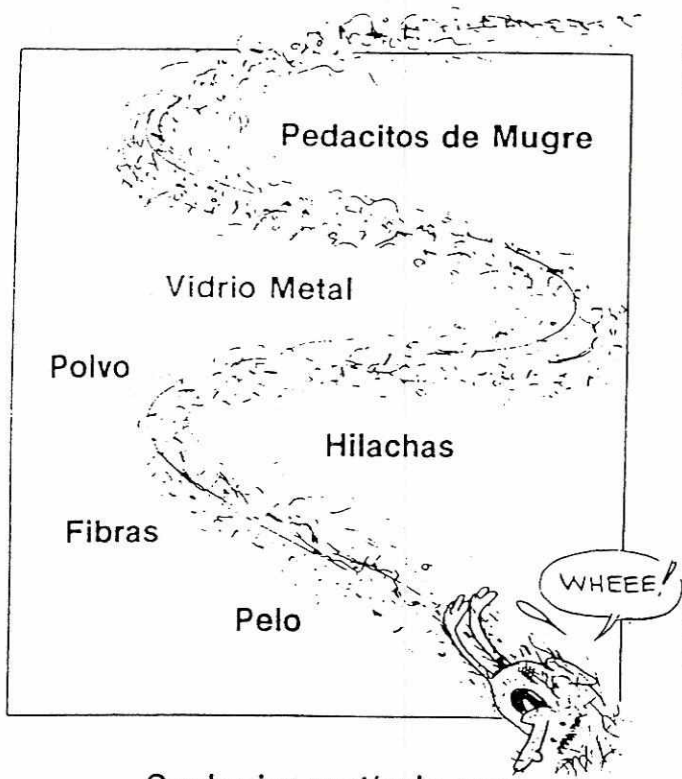 Pedacitos de Mugre
Vidrio Metal
Polvo
Hilachas
Fibras
Pelo
WHEEE!